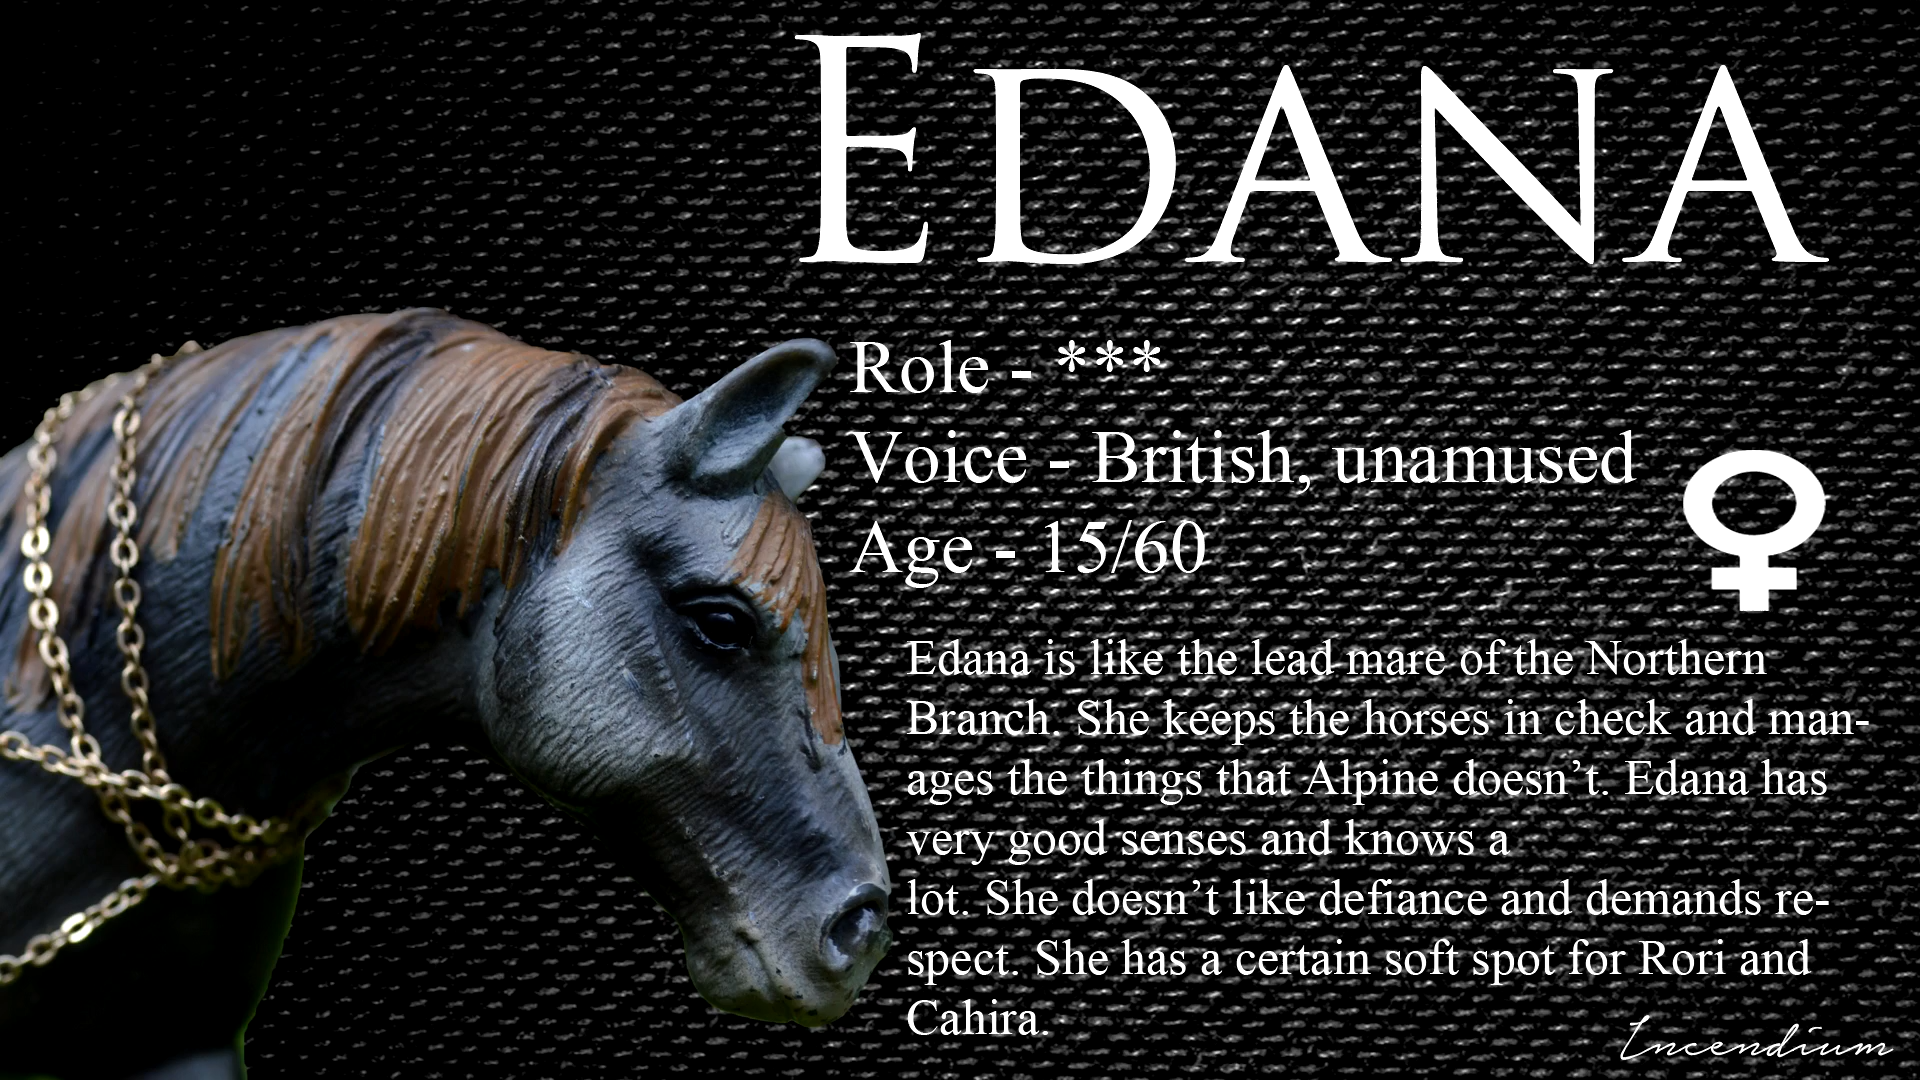 EDANA
Role - ***
Voice - British, unamused
Age - 15/60
Edana is like the lead mare of the Northern
Branch. She keeps the horses in check and man-
ages the things that Alpine doesn’t. Edana has
very good senses and knows a
lot. She doesn’t like defiance and demands re-
spect. She has a certain soft spot for Rori and
Cahira.
Incendium